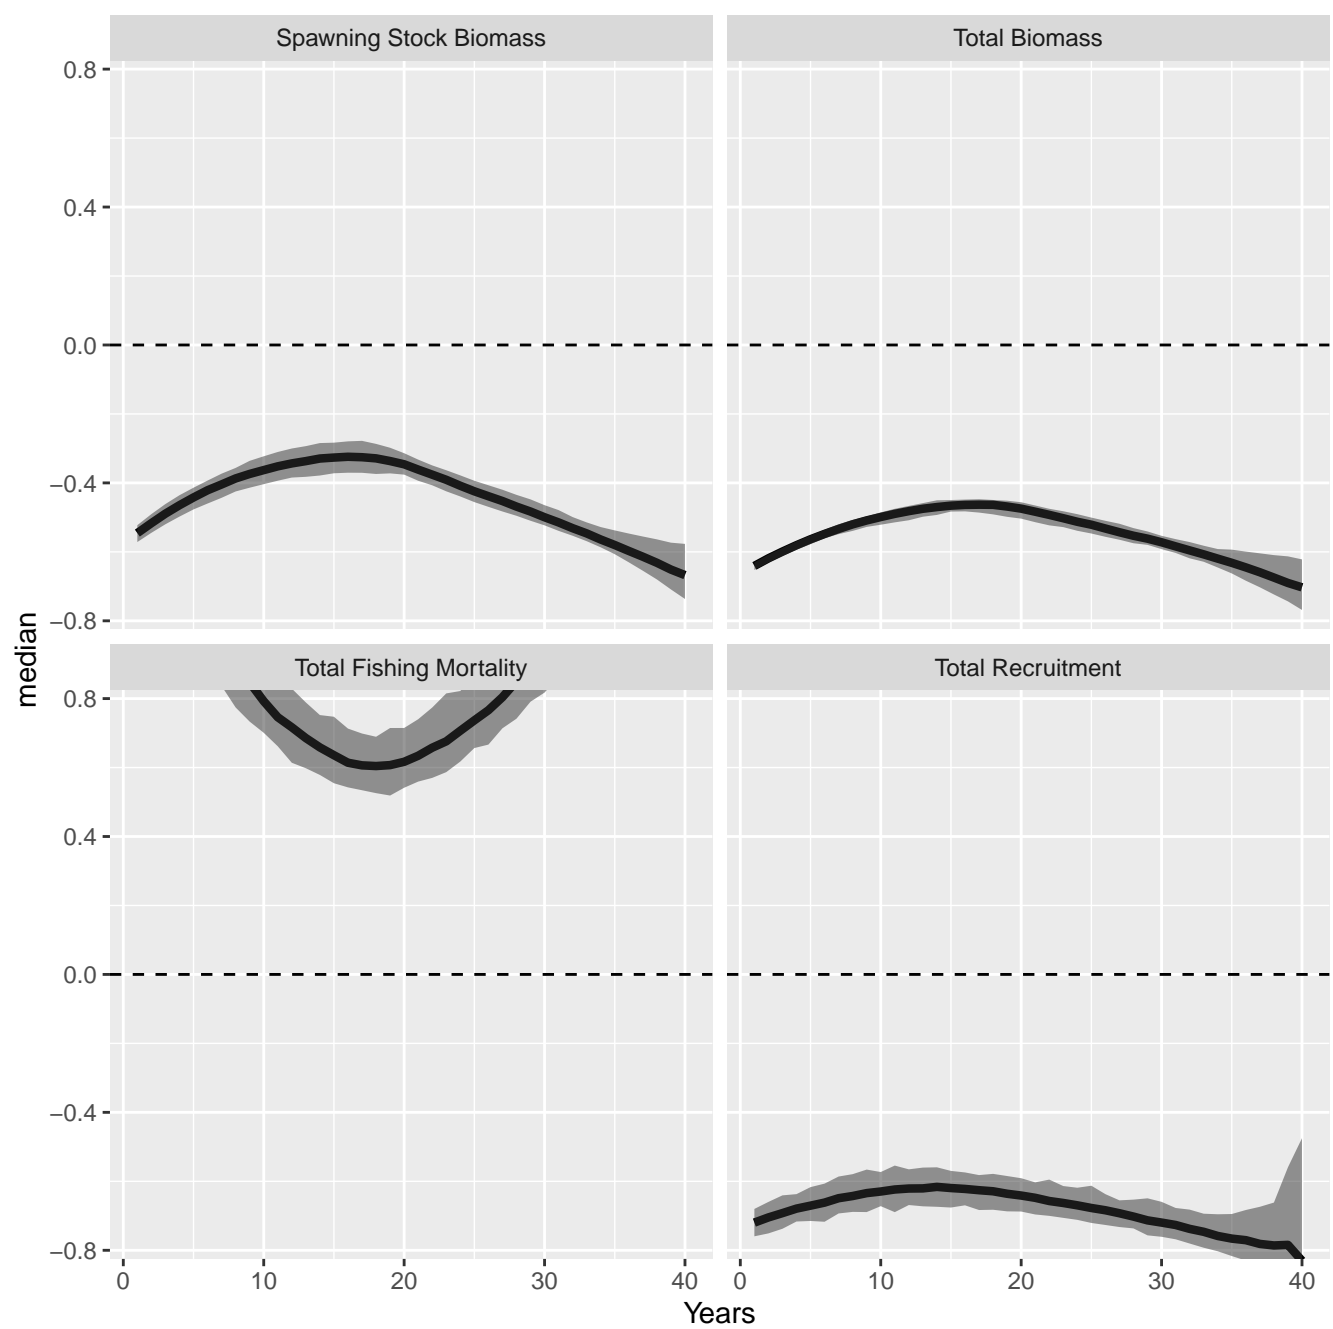 Spawning Stock Biomass
Total Biomass
0.8
0.4
0.0
−0.4
−0.8
Total Fishing Mortality
Total Recruitment
0.8
0.4
0.0
−0.4
−0.8
median
0 10 20 30 40
0 10 20 30 40
Years